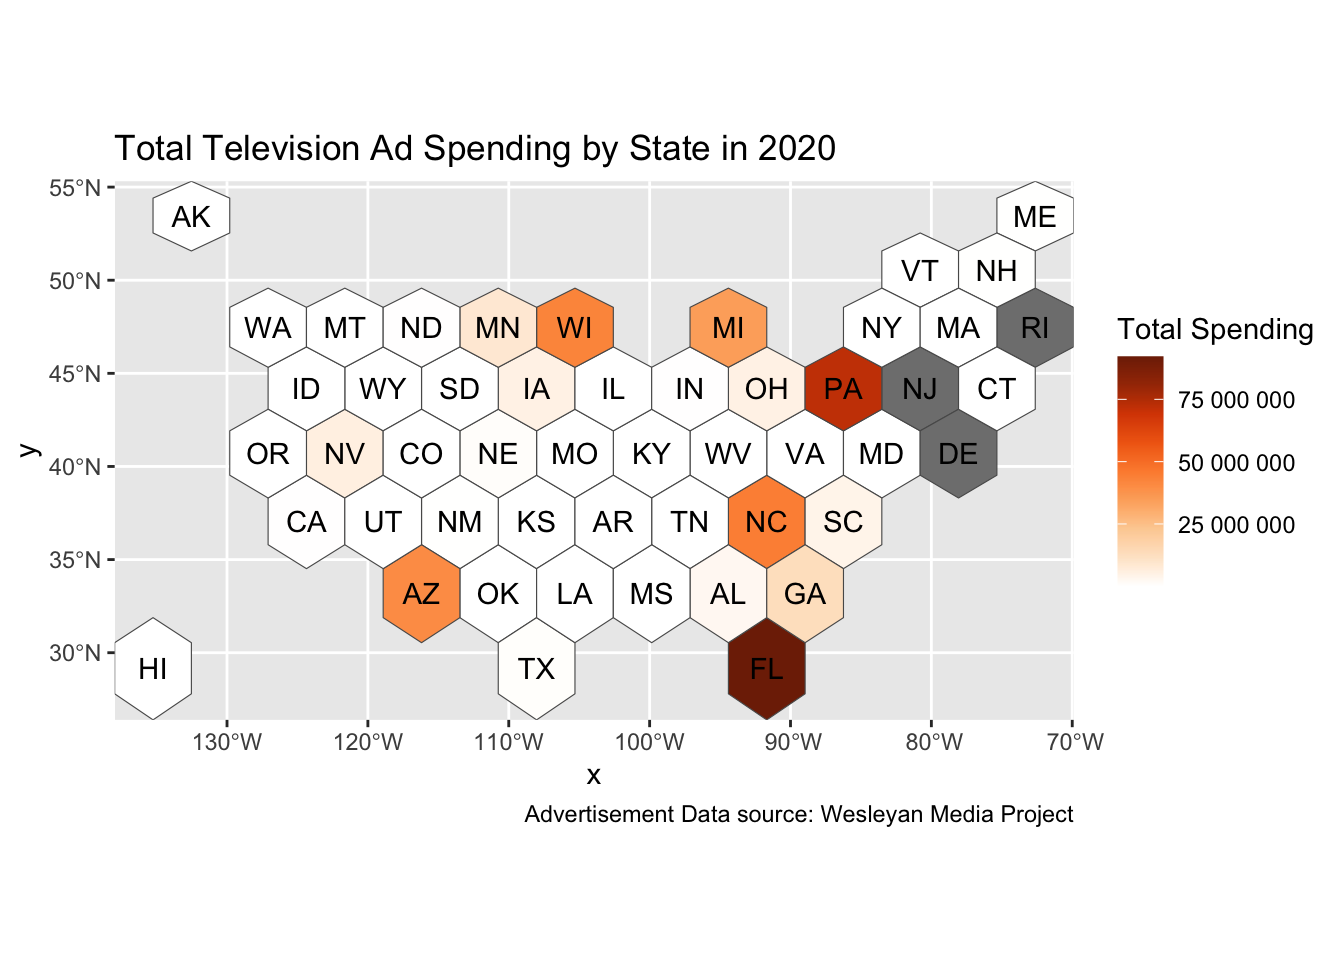 Total Television Ad Spending by State in 2020
55°N
AK
ME
VT NH
50°N
WA MT ND MN WI MI NY MA RI
Total Spending
45°N
ID WY SD IA IL IN OH PA NJ CT
75 000 000
y
40°N
OR NV CO NE MO KY WV VA MD DE
50 000 000
CA UT NM KS AR TN NC SC
25 000 000
35°N
AZ OK LA MS AL GA
30°N
HI TX FL
130°W 120°W 110°W 100°W 90°W 80°W 70°W
x
Advertisement Data source: Wesleyan Media Project